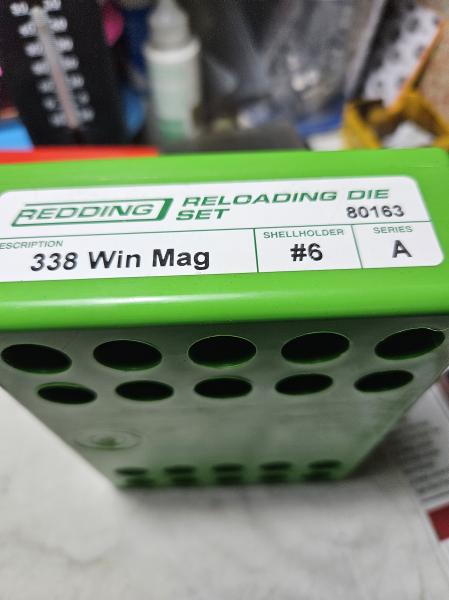 REDDING RELOADING DIE
SET 80163
ESCRIPTION SHELLHOLDER SERIES
338 Win Mag #6 A